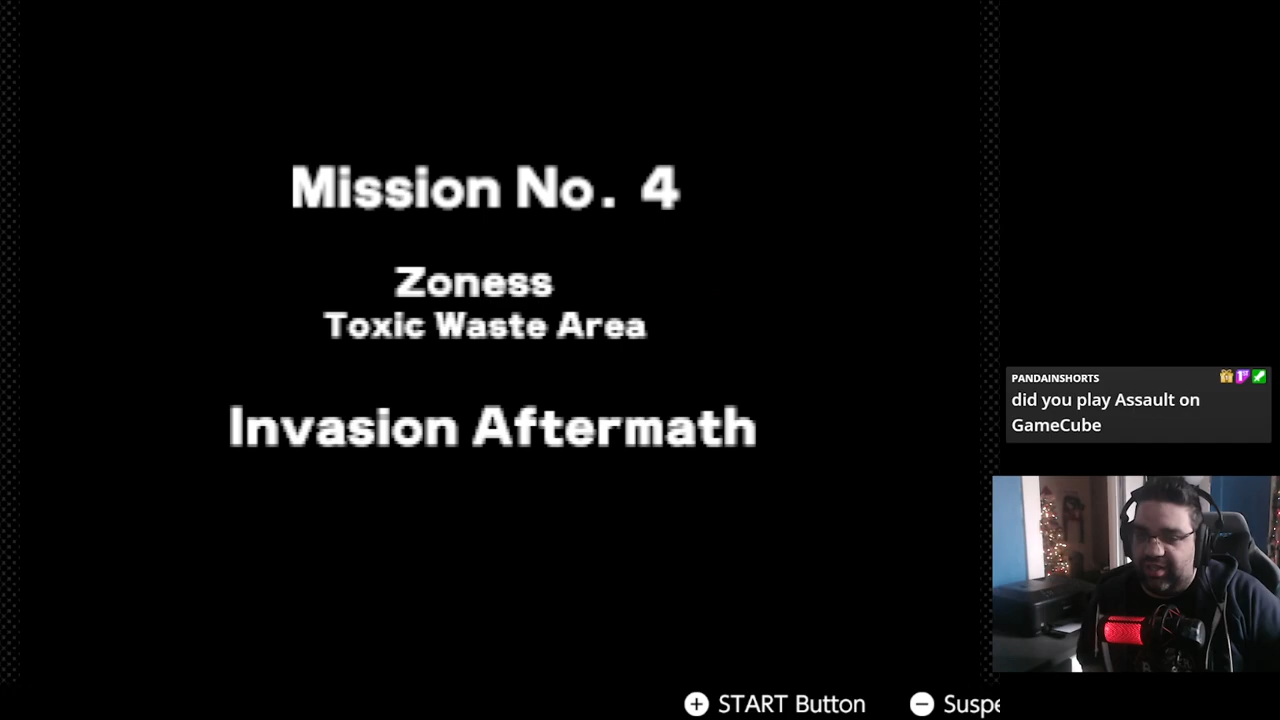 Mission No. 4
Zoness
Toxic Waste Area
Invasion Aftermath
PANDAINSHORTS
did you play Assault on
GameCube
START Button
Suspe